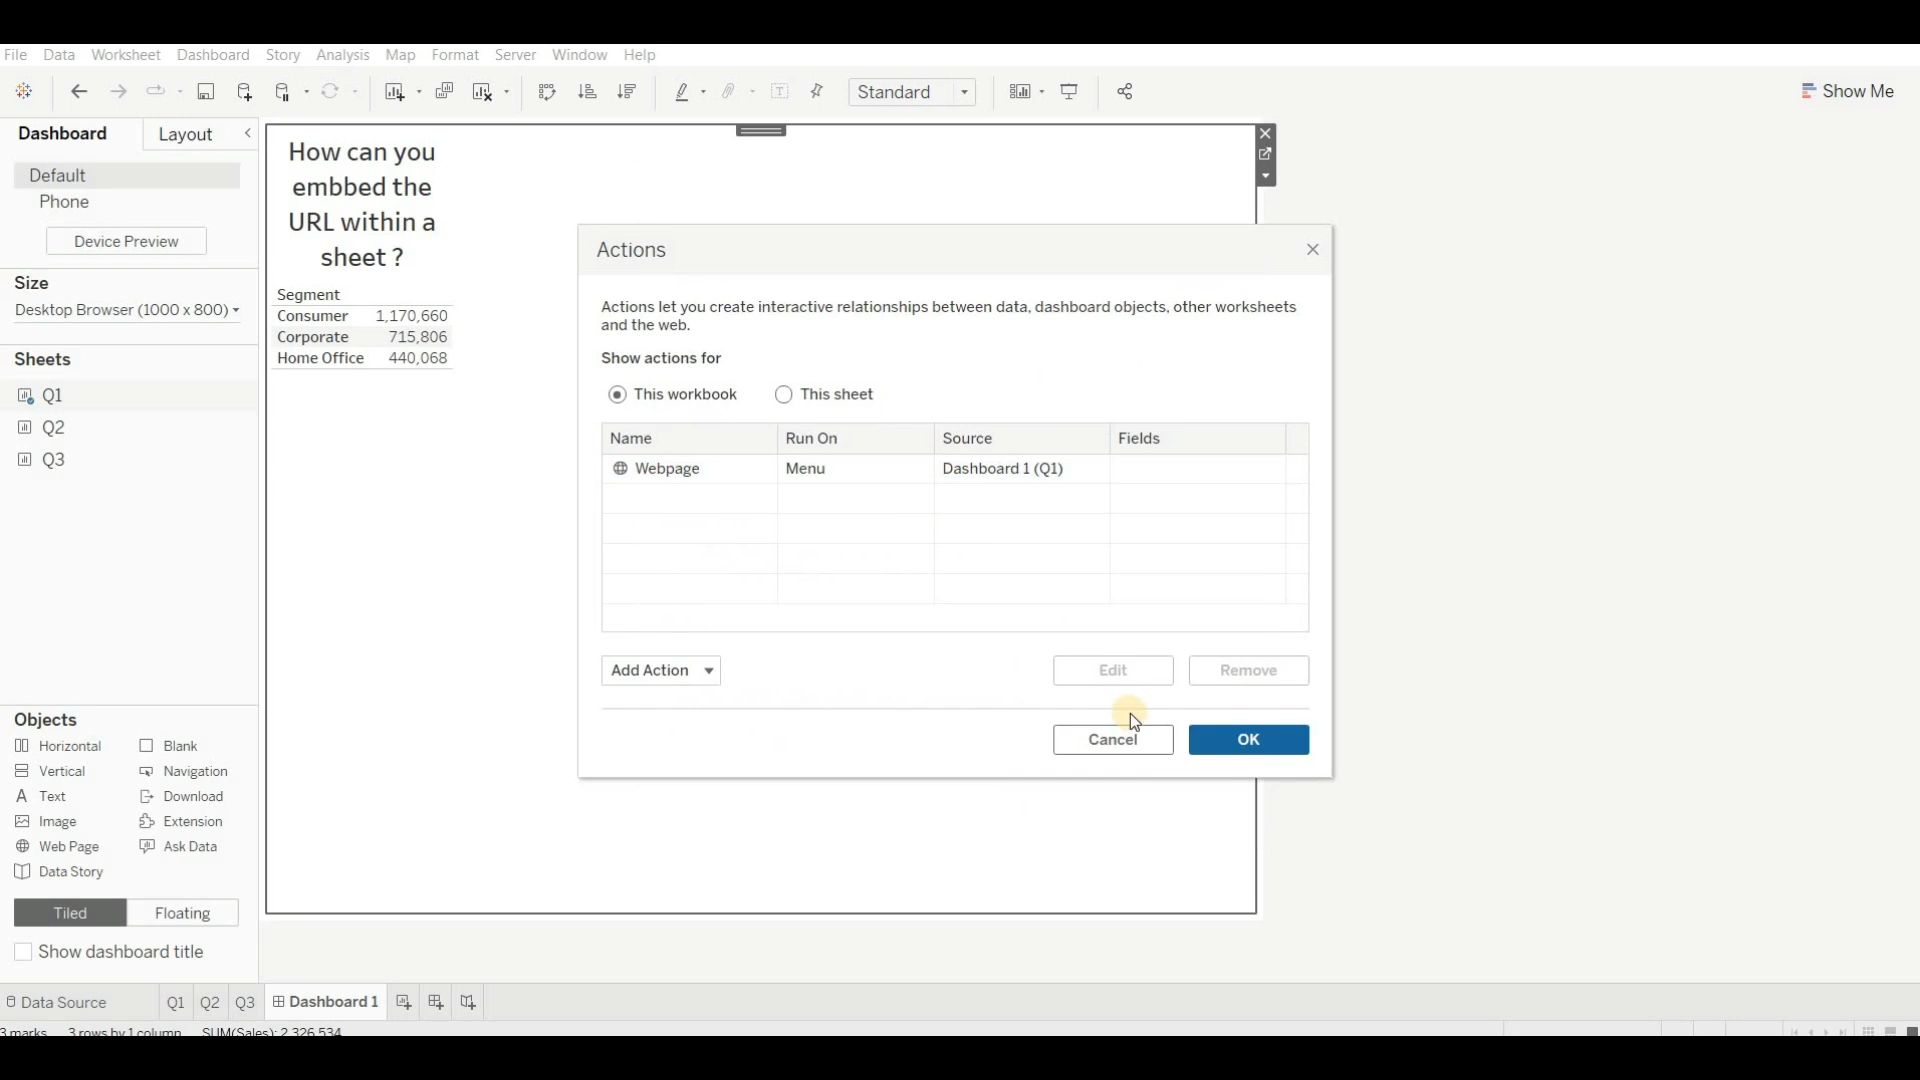 File Data Worksheet Dashboard Story Analysis Map Format Server Window Help
Standard
Show Me
Dashboard
Layout
Default
Phone
Device Preview
Size
Desktop Browser (1000 x 800)
Sheets
Q1
Q2
Q3
Objects
Horizontal Blank
Vertical Navigation
Text Download
Image Extension
Web Page Ask Data
Data Story
Tiled Floating
Show dashboard title
How can you
embbed the
URL within a
sheet ?
Segment
Consumer 1,170,660
Corporate 715,806
Home Office 440,068
Actions
Actions let you create interactive relationships between data, dashboard objects, other worksheets
and the web.
Show actions for
This workbook This sheet
Name Run On Source Fields
Webpage Menu Dashboard 1 (Q1)
Add Action Edit Remove
Cancel OK
Data Source Q1 Q2 Q3 Dashboard 1
3 marks 3 rows by 1 column SUM(Sales): 2,326,534